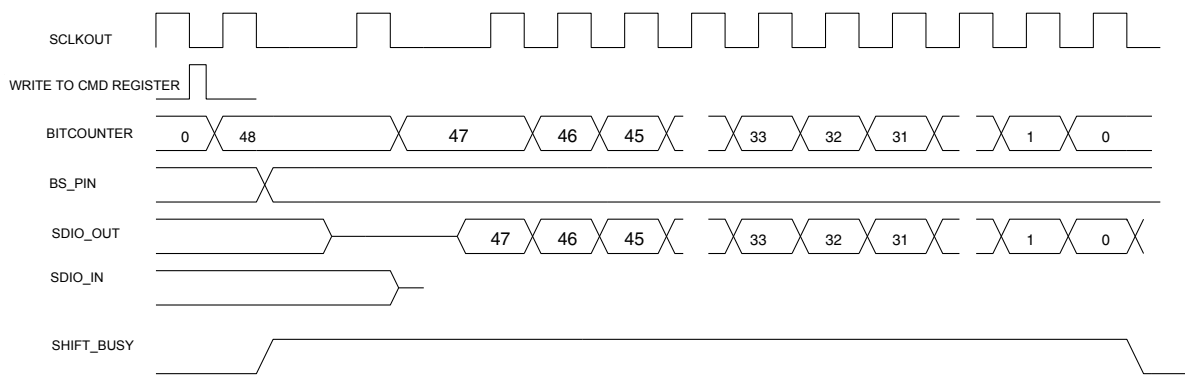 SCLKOUT
WRITE TO CMD REGISTER
BITCOUNTER 0 48 47 46 45 33 32 31 1 0
BS_PIN
SDIO_OUT 47 46 45 33 32 31 1 0
SDIO_IN
SHIFT_BUSY